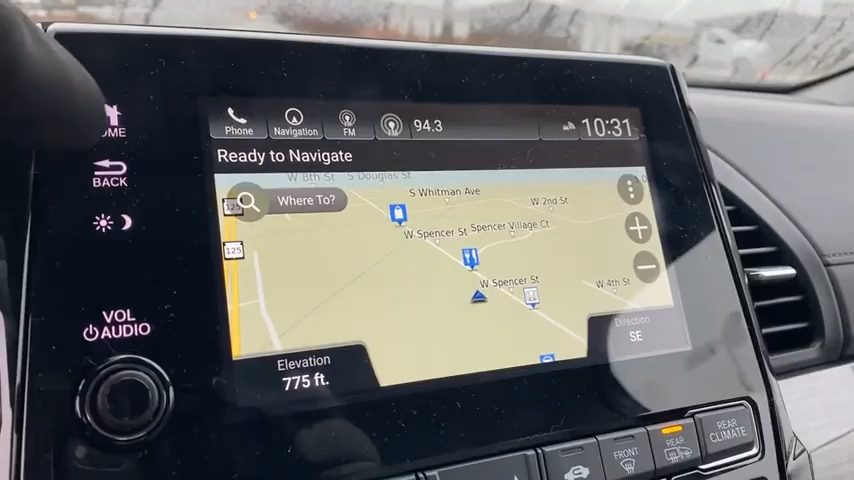 Phone
Navigation
FM
94.3
10:31
Ready to Navigate
W 8th St
S Douglas St
Where To?
S Whitman Ave
W 2nd St
125
W Spencer St
Spencer Village Ct
125
W Spencer St
W 4th St
Elevation
775 ft.
Direction
SE
BACK
VOL
AUDIO
FRONT
REAR
REAR
CLIMATE